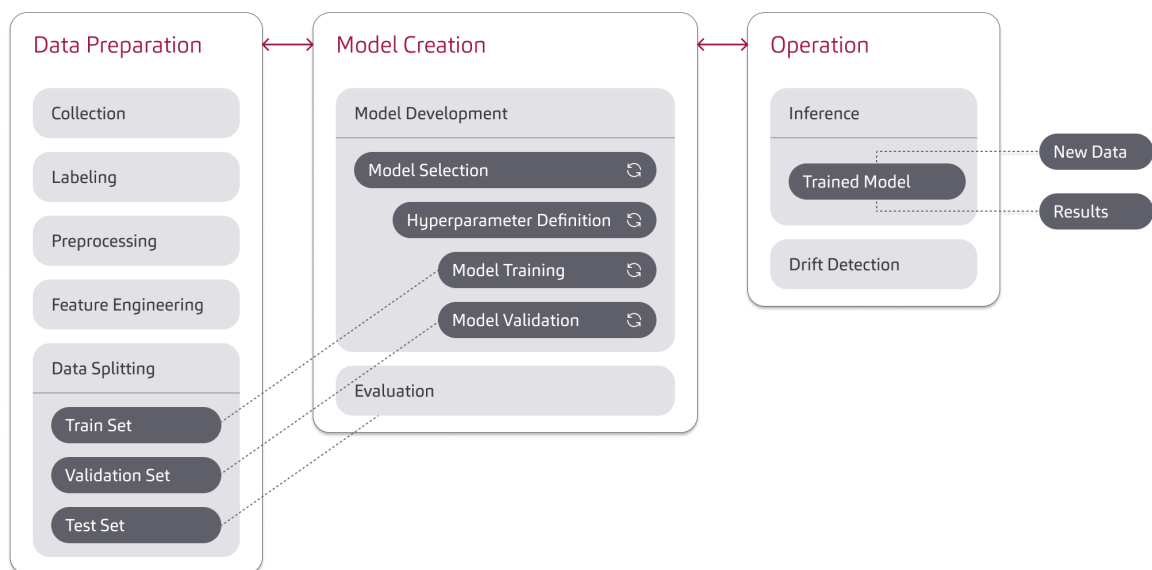 Data Preparation
Collection
Labeling
Preprocessing
Feature Engineering
Data Splitting
Train Set
Validation Set
Test Set
Model Creation
Model Development
Model Selection
Hyperparameter Definition
Model Training
Model Validation
Evaluation
Operation
Inference
Trained Model
Drift Detection
New Data
Results